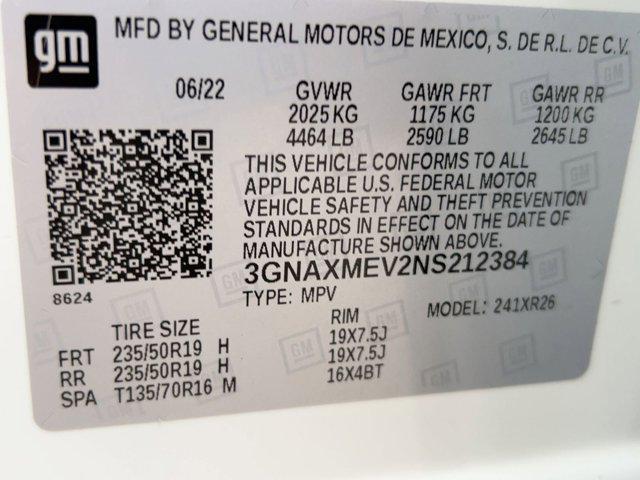 gm
MFD BY GENERAL MOTORS DE MEXICO, S. DE R.L. DE C.V.
06/22 GVWR GAWR FRT GAWR RR
2025 KG 1175 KG 1200 KG
4464 LB 2590 LB 2645 LB
THIS VEHICLE CONFORMS TO ALL
APPLICABLE U.S. FEDERAL MOTOR
VEHICLE SAFETY AND THEFT PREVENTION
STANDARDS IN EFFECT ON THE DATE OF
MANUFACTURE SHOWN ABOVE.
3GNAXMEV2NS212384
8624
TYPE: MPV MODEL: 241XR26
TIRE SIZE RIM
FRT 235/50R19 H 19X7.5J
RR 235/50R19 H 19X7.5J
SPA T135/70R16 M 16X4BT